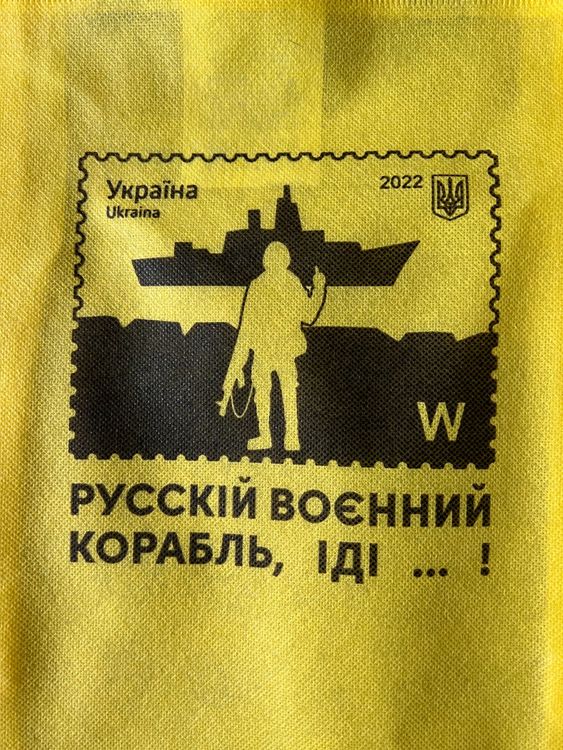 Україна
Ukraina
2022
W
РУССКІЙ ВОЄННИЙ
КОРАБЛЬ, ІДІ ... !